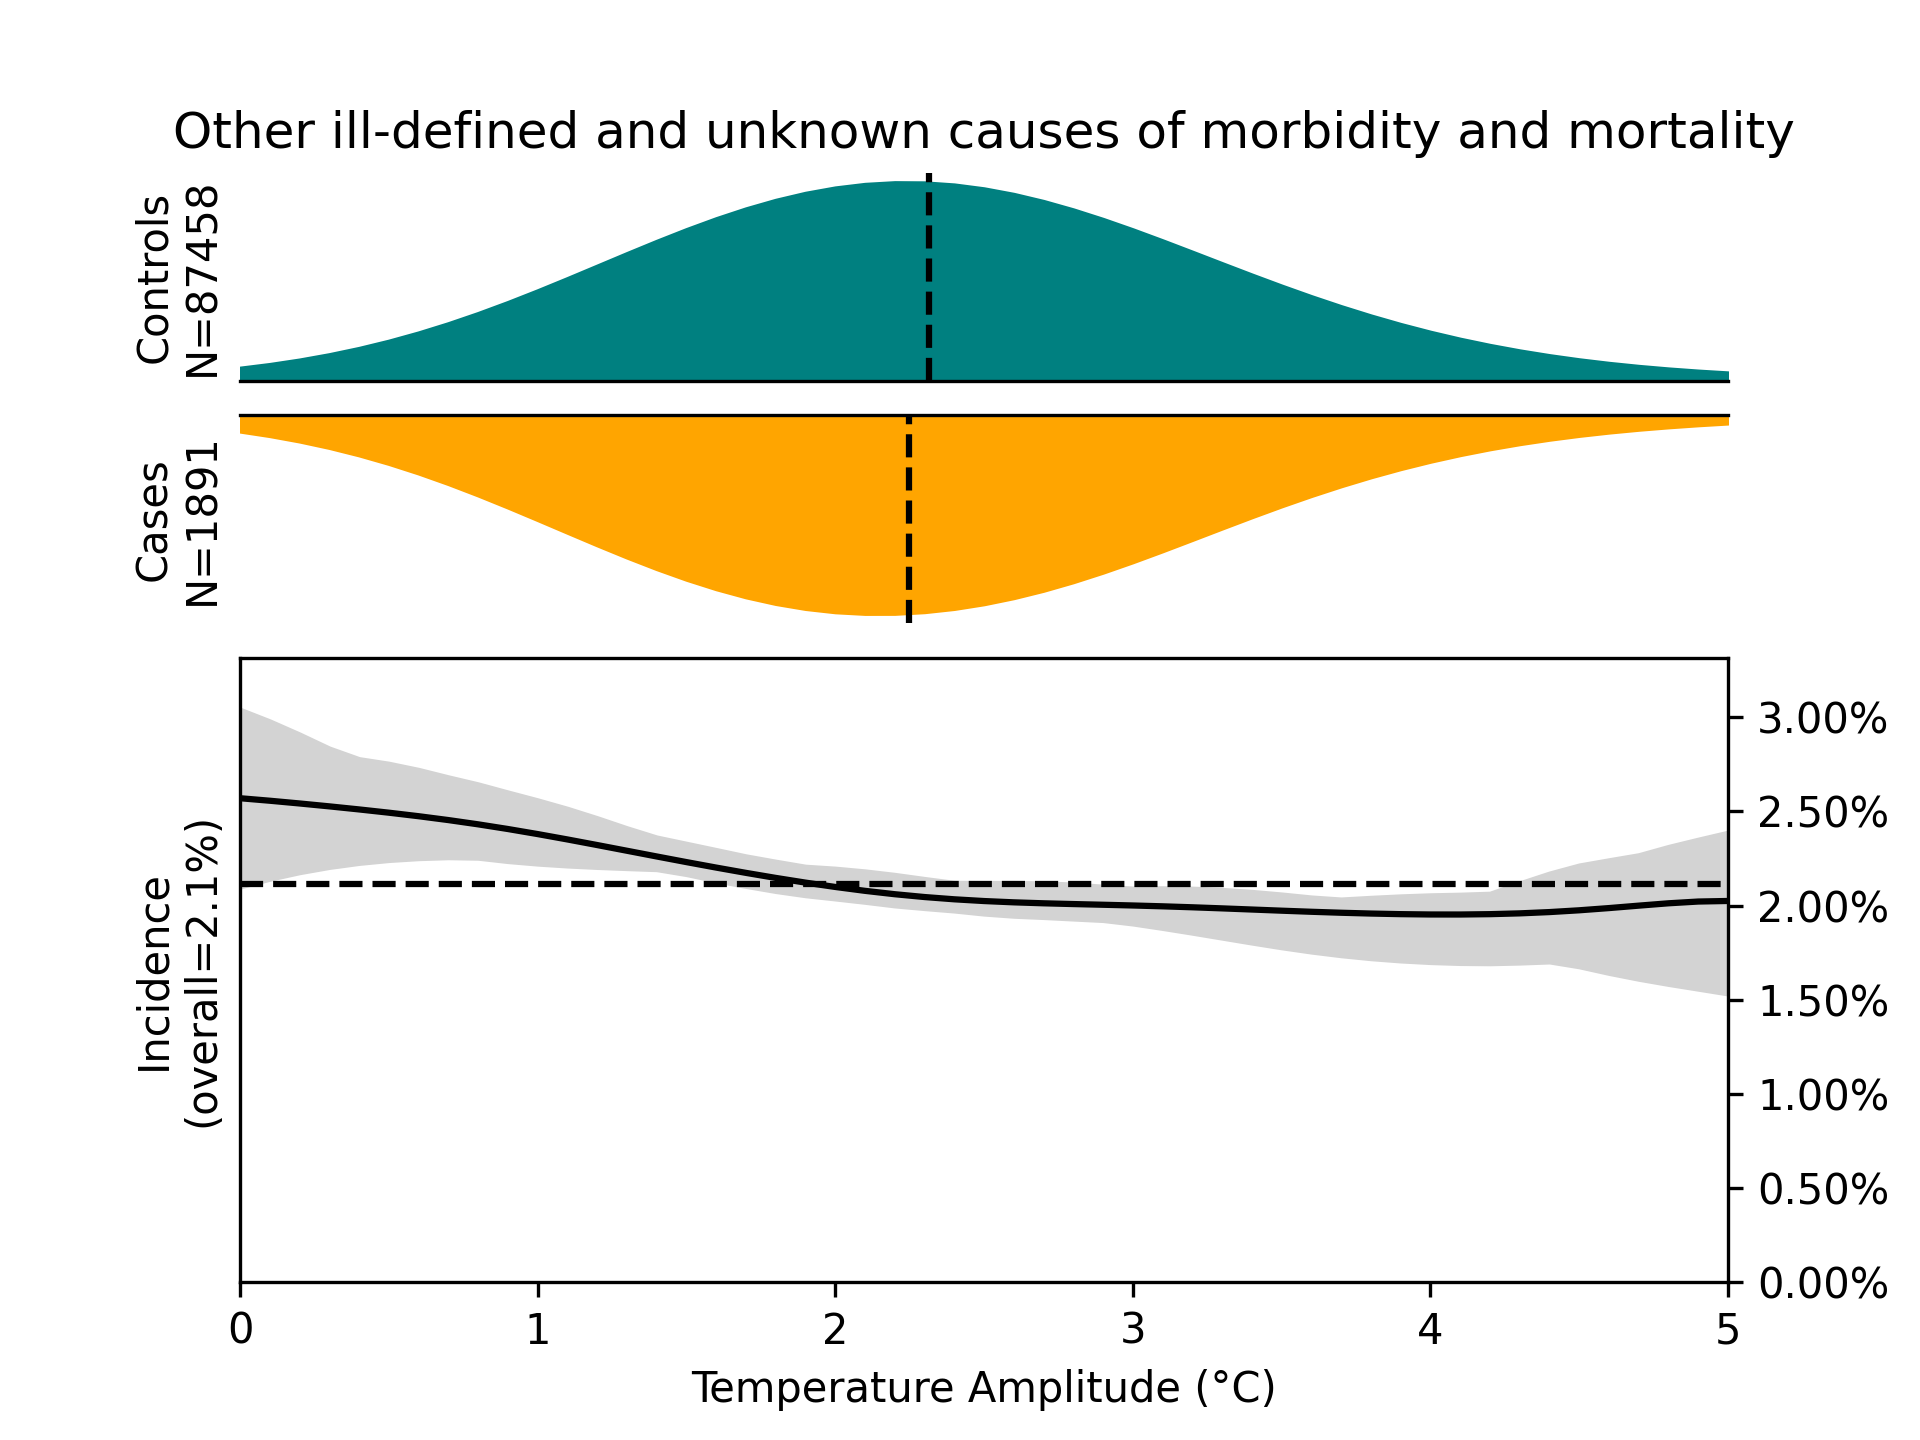 Other ill-defined and unknown causes of morbidity and mortality
Controls
N=87458
Cases
N=1891
Incidence
(overall=2.1%)
3.00%
2.50%
2.00%
1.50%
1.00%
0.50%
0.00%
0 1 2 3 4 5
Temperature Amplitude (°C)